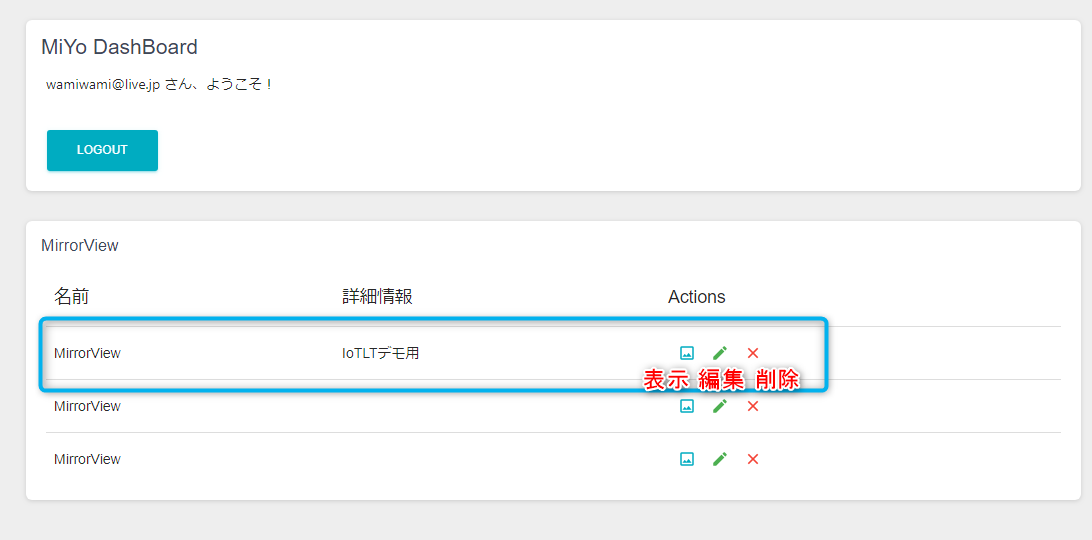 MiYo DashBoard
wamiwami@live.jp さん、ようこそ！
LOGOUT
MirrorView
名前 詳細情報 Actions
MirrorView IoTLTデモ用
表示 編集 削除
MirrorView
MirrorView